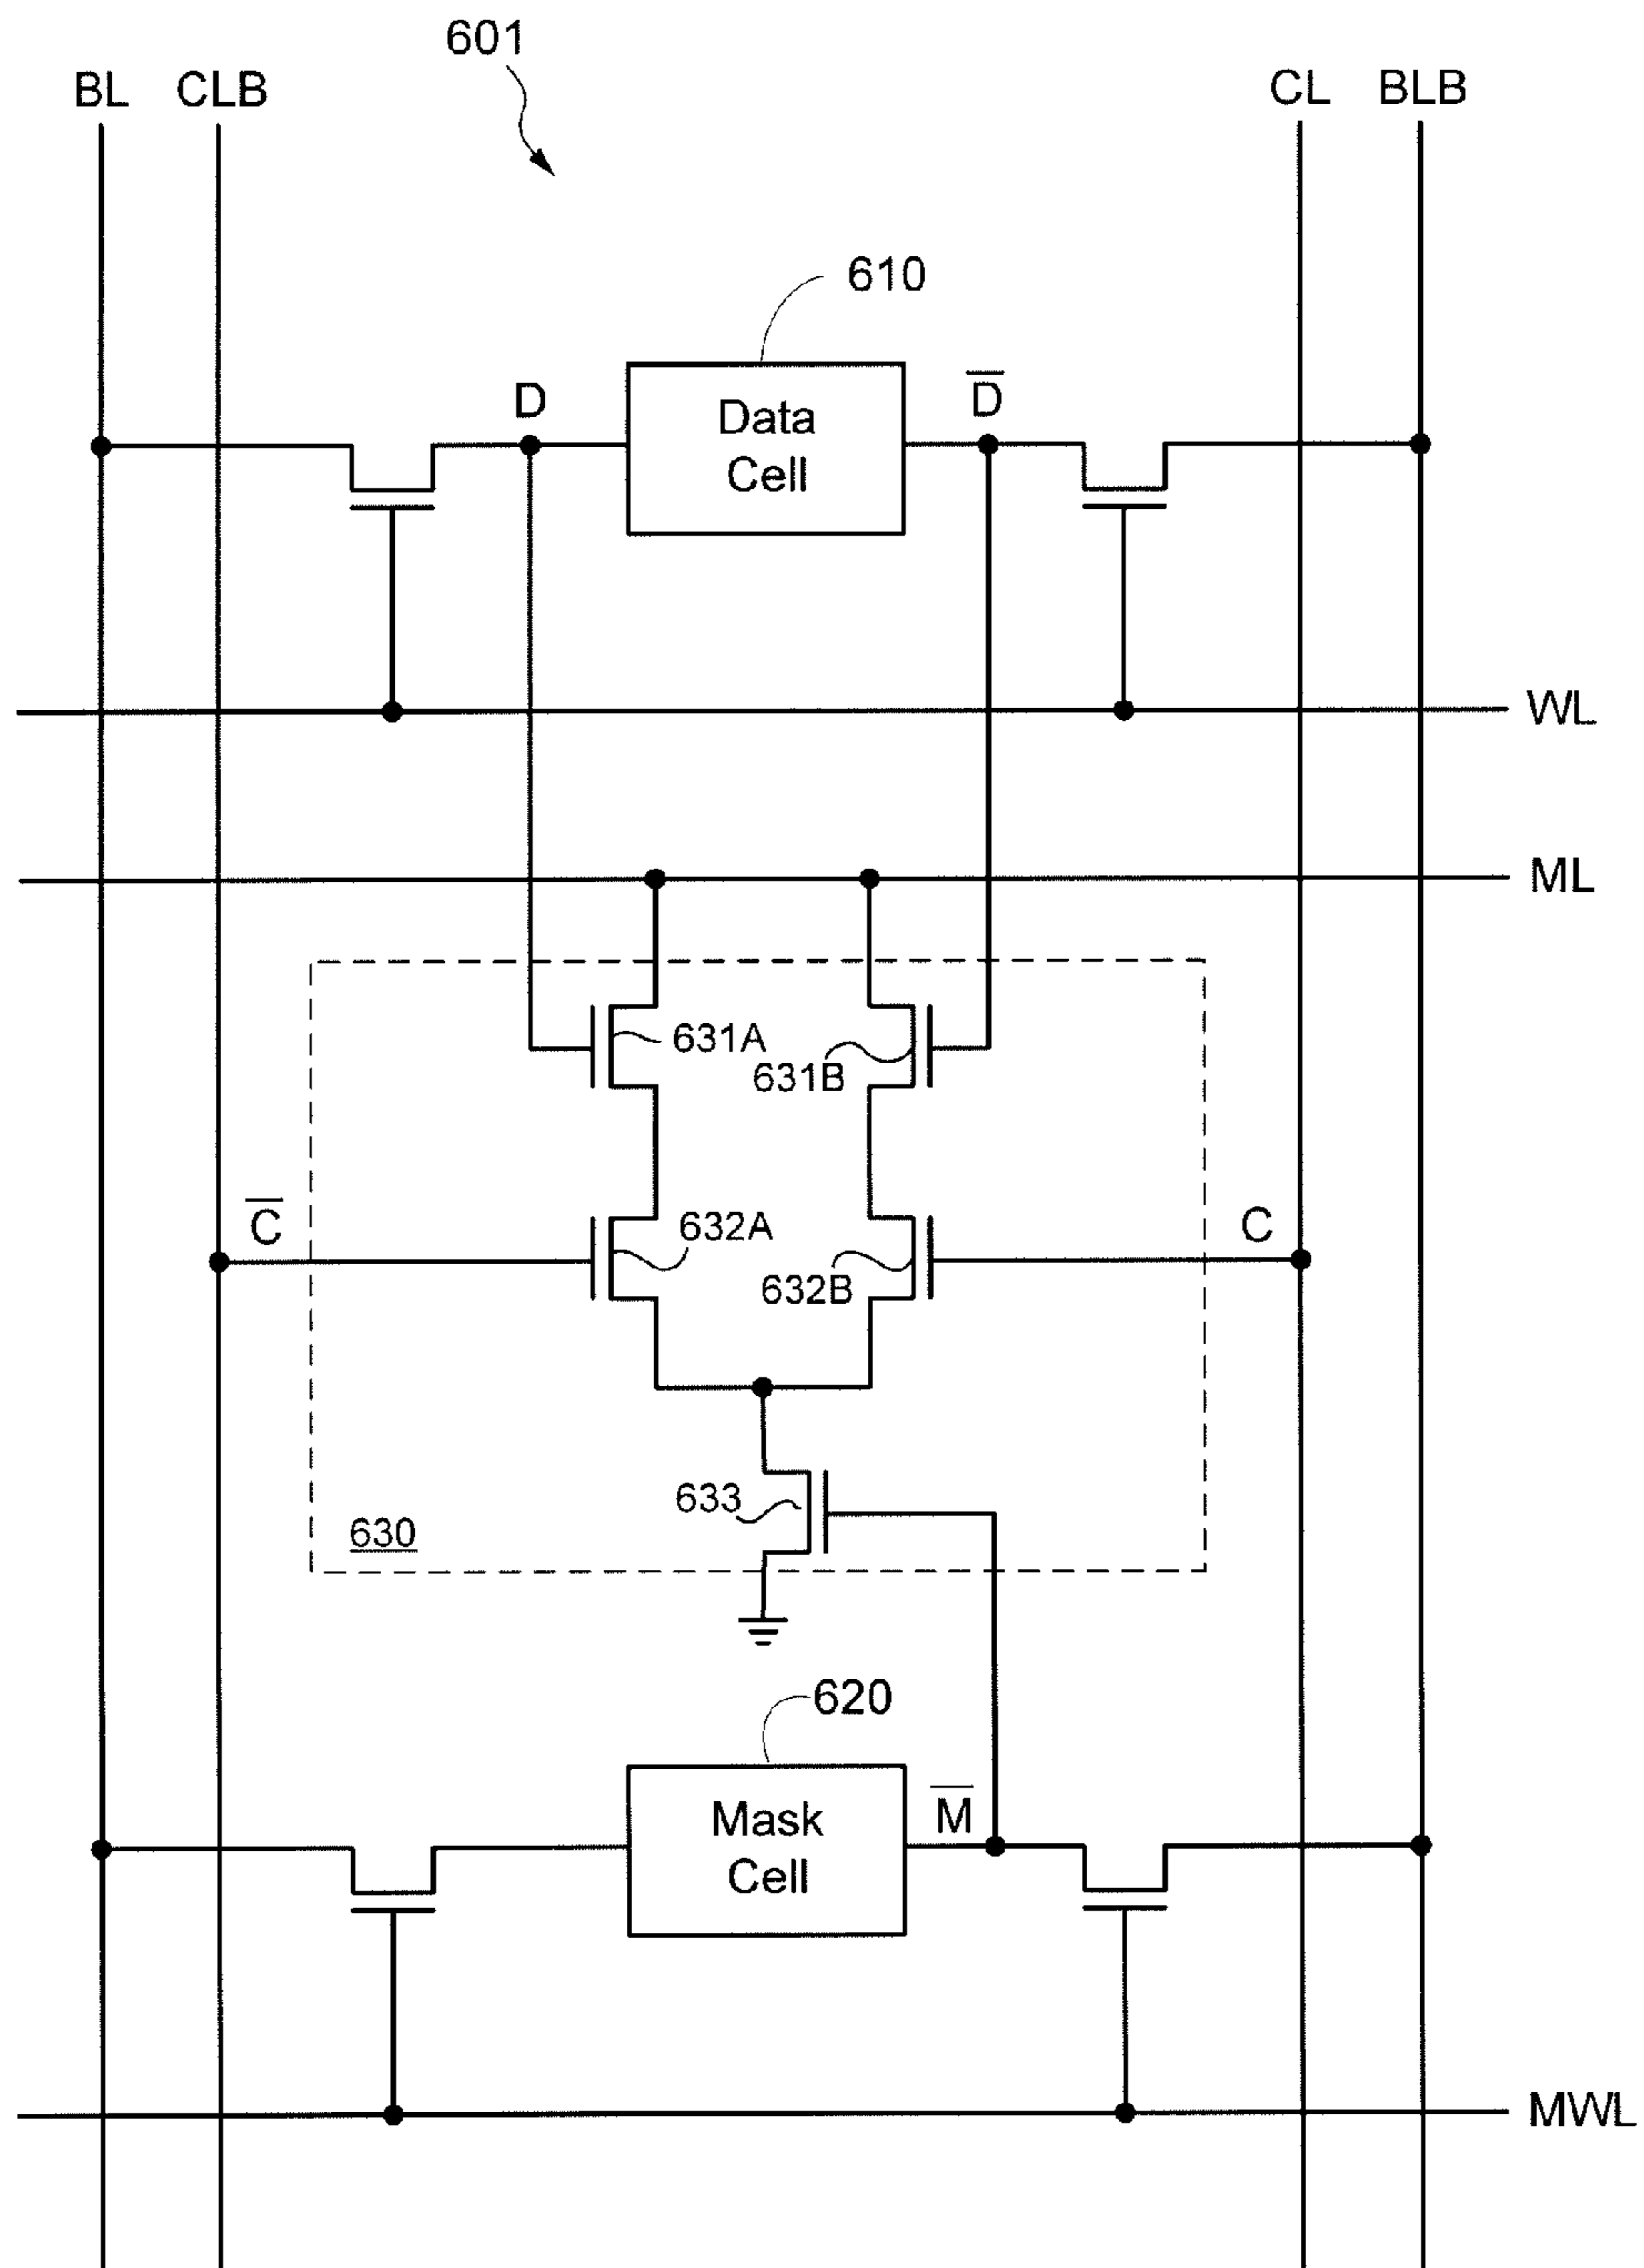 601
BL CLB CL BLB
610
D
Data
Cell
D̅
WL
ML
631A
631B
C̅
632A
632B
C
633
630
620
Mask
Cell
M̅
MWL